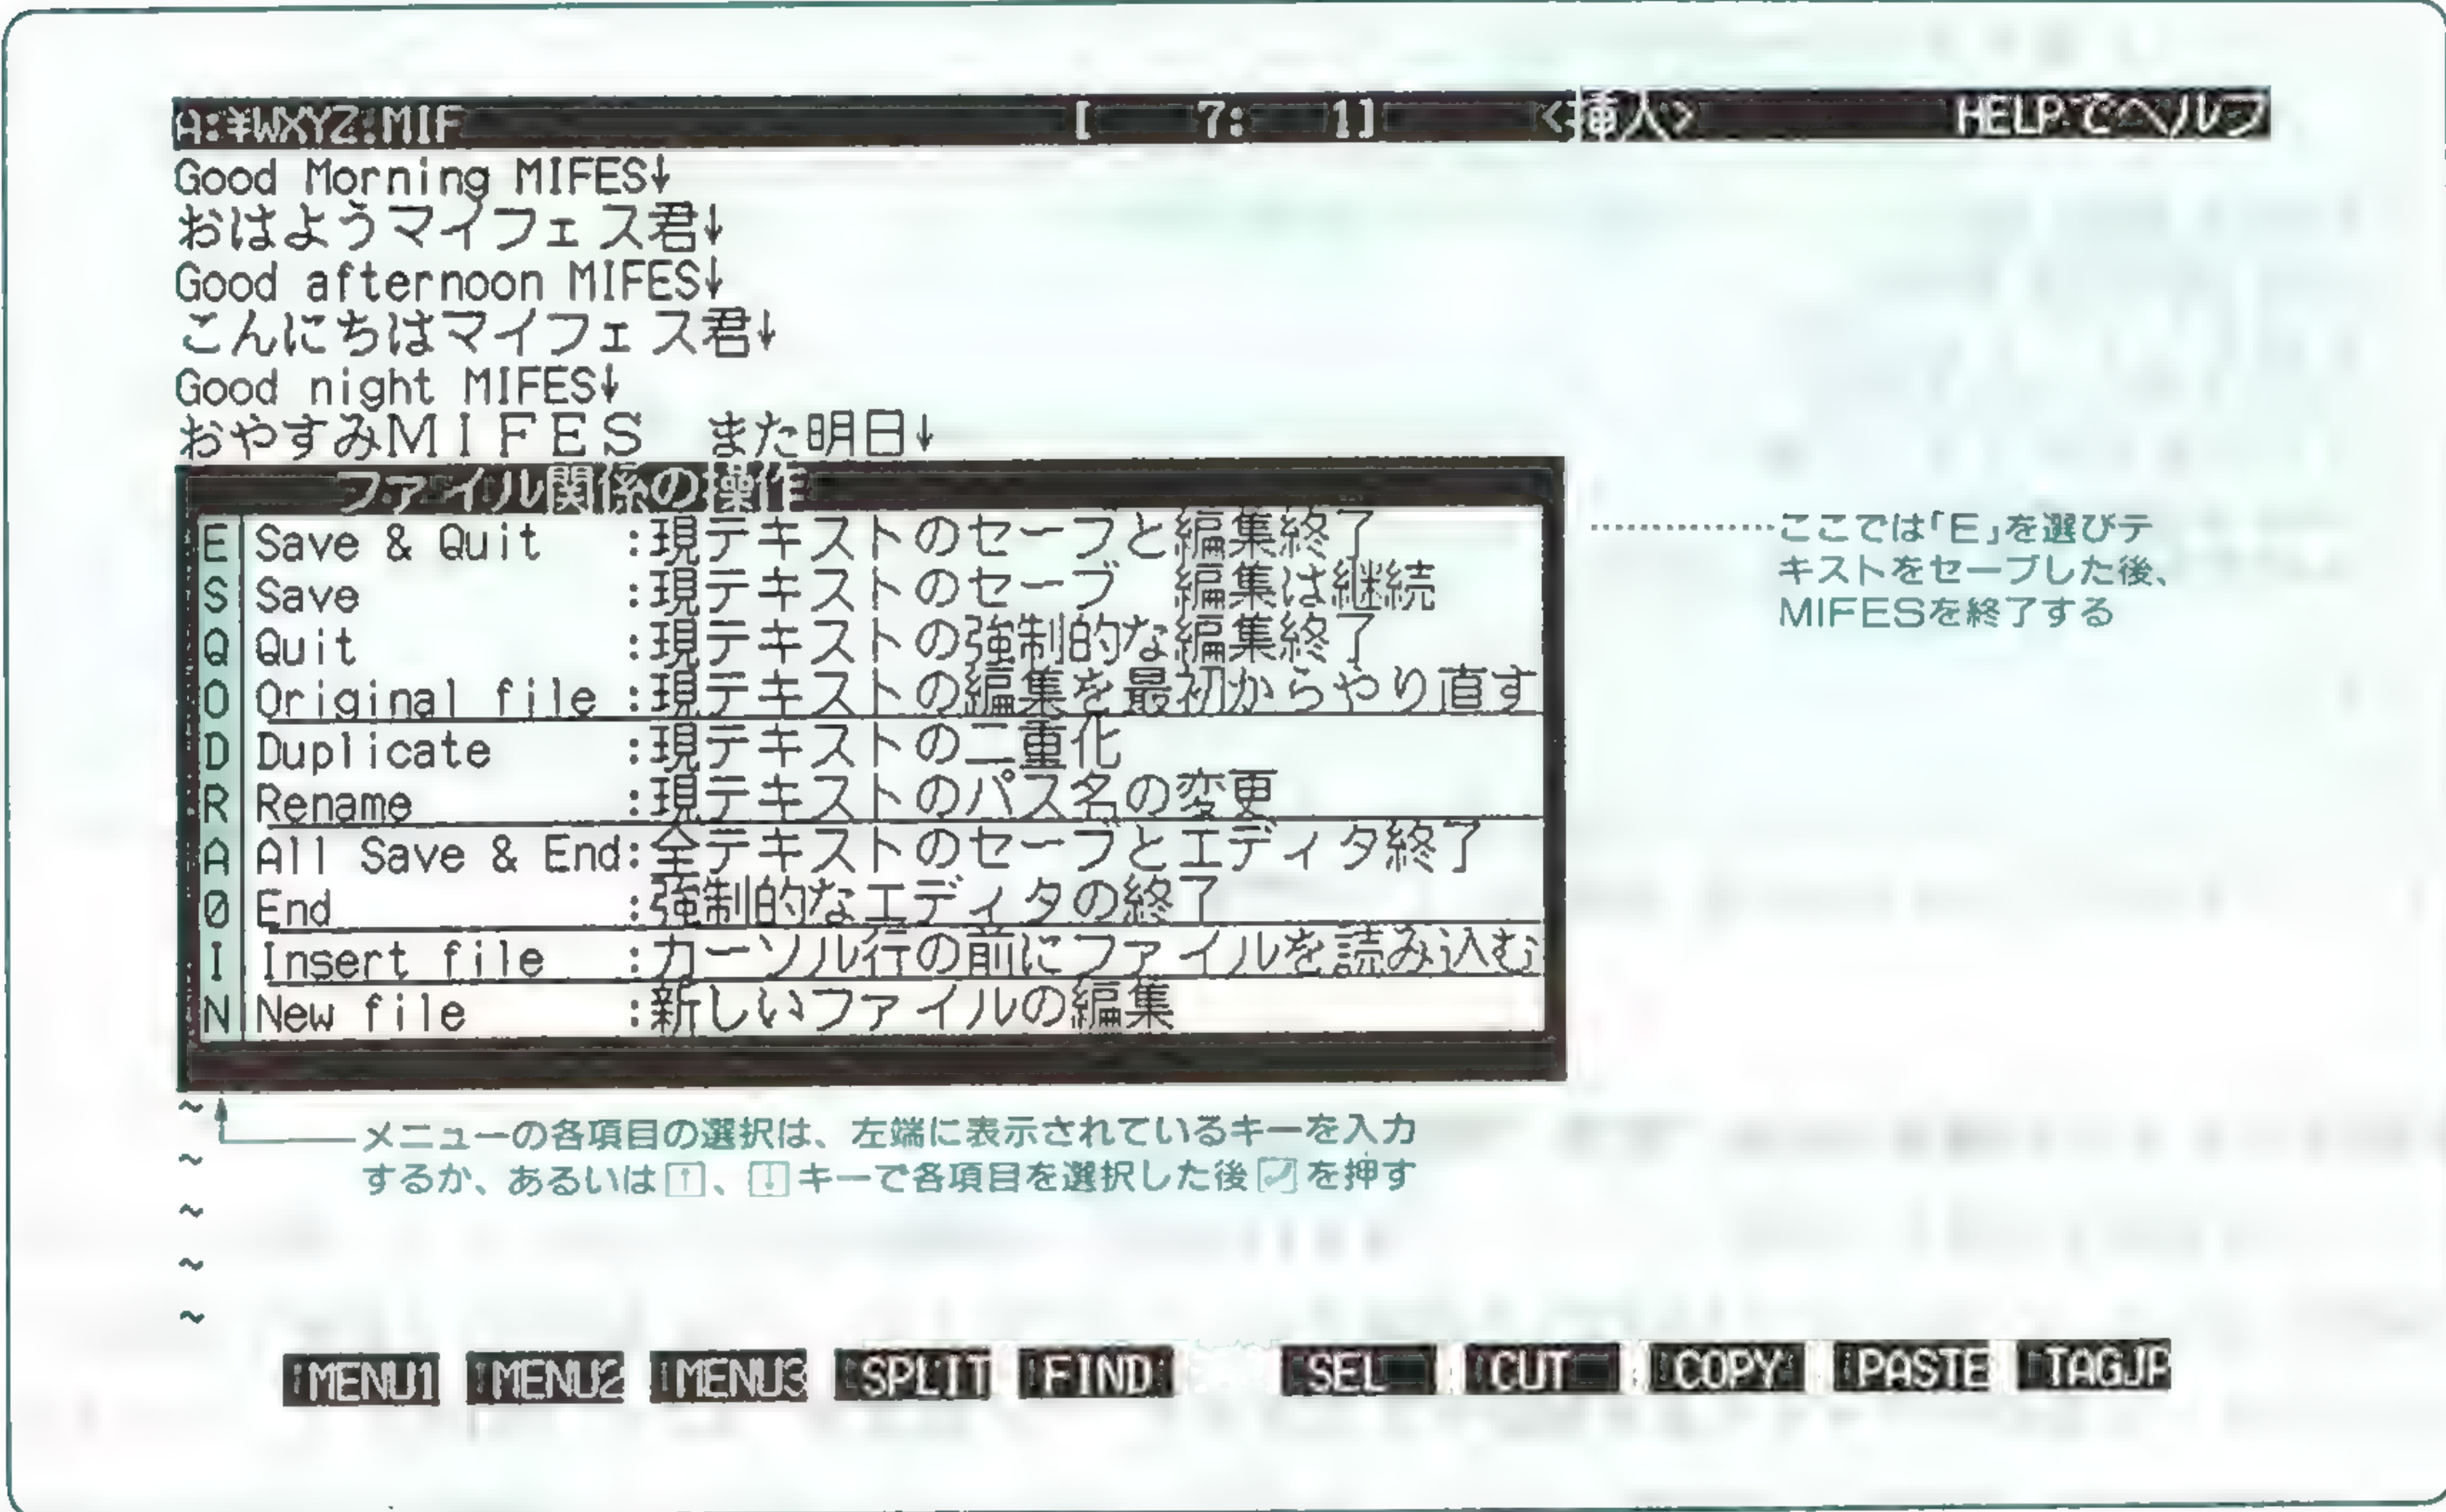 A:¥WXYZ.MIF [ 7: 1] <挿入> HELPでヘルプ
Good Morning MIFES↓
おはようマイフェス君↓
Good afternoon MIFES↓
こんにちはマイフェス君↓
Good night MIFES↓
おやすみＭＩＦＥＳ　また明日↓
ファイル関係の操作
E Save & Quit :現テキストのセーブと編集終了
S Save :現テキストのセーブ　編集は継続
Q Quit :現テキストの強制的な編集終了
O Original file :現テキストの編集を最初からやり直す
D Duplicate :現テキストの二重化
R Rename :現テキストのパス名の変更
A All Save & End:全テキストのセーブとエディタ終了
0 End :強制的なエディタの終了
I Insert file :カーソル行の前にファイルを読み込む
N New file :新しいファイルの編集
ここでは「E」を選びテ
キストをセーブした後、
MIFESを終了する
~
メニューの各項目の選択は、左端に表示されているキーを入力
~
するか、あるいは[↑]、[↓]キーで各項目を選択した後[↵]を押す
~
~
~
MENU1 MENU2 MENU3 SPLIT FIND SEL CUT COPY PASTE TAGJP